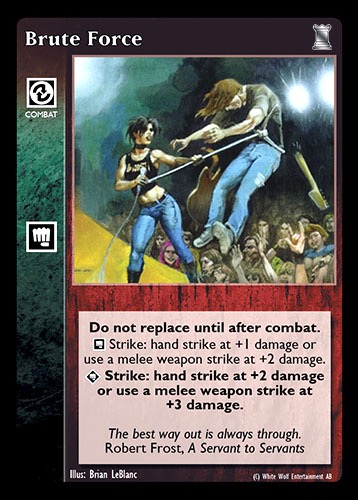 Brute Force
COMBAT
Do not replace until after combat.
Strike: hand strike at +1 damage or
use a melee weapon strike at +2 damage.
Strike: hand strike at +2 damage
or use a melee weapon strike at
+3 damage.
The best way out is always through.
Robert Frost, A Servant to Servants
Illus: Brian LeBlanc
(C) White Wolf Entertainment AB